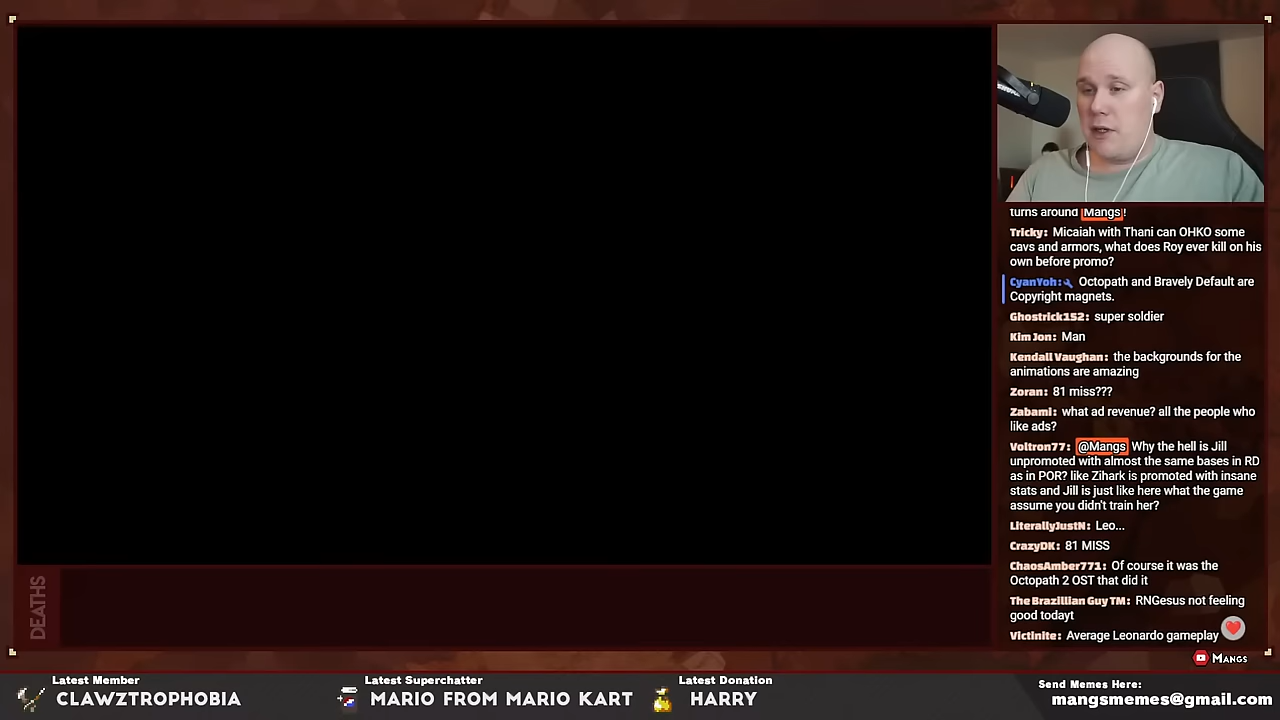 turns around Mangs!
Tricky: Micaiah with Thani can OHKO some
cavs and armors, what does Roy ever kill on his
own before promo?
CyanYoh: Octopath and Bravely Default are
Copyright magnets.
Ghostrick152: super soldier
Kim Jon: Man
Kendall Vaughan: the backgrounds for the
animations are amazing
Zoran: 81 miss???
Zabami: what ad revenue? all the people who
like ads?
Voltron77: @Mangs Why the hell is Jill
unpromoted with almost the same bases in RD
as in POR? like Zihark is promoted with insane
stats and Jill is just like here what the game
assume you didn't train her?
LiterallyJustN: Leo...
CrazyDK: 81 MISS
ChaosAmber771: Of course it was the
Octopath 2 OST that did it
The Brazillian Guy TM: RNGesus not feeling
good todayt
Victinite: Average Leonardo gameplay
DEATHS
MANGS
Latest Member
CLAWZTROPHOBIA
Latest Superchatter
MARIO FROM MARIO KART
Latest Donation
HARRY
Send Memes Here:
mangsmemes@gmail.com